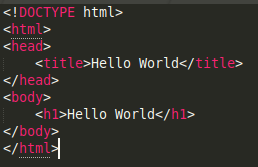 <!DOCTYPE html>
<html>
<head>
    <title>Hello World</title>
</head>
<body>
    <h1>Hello World</h1>
</body>
</html>